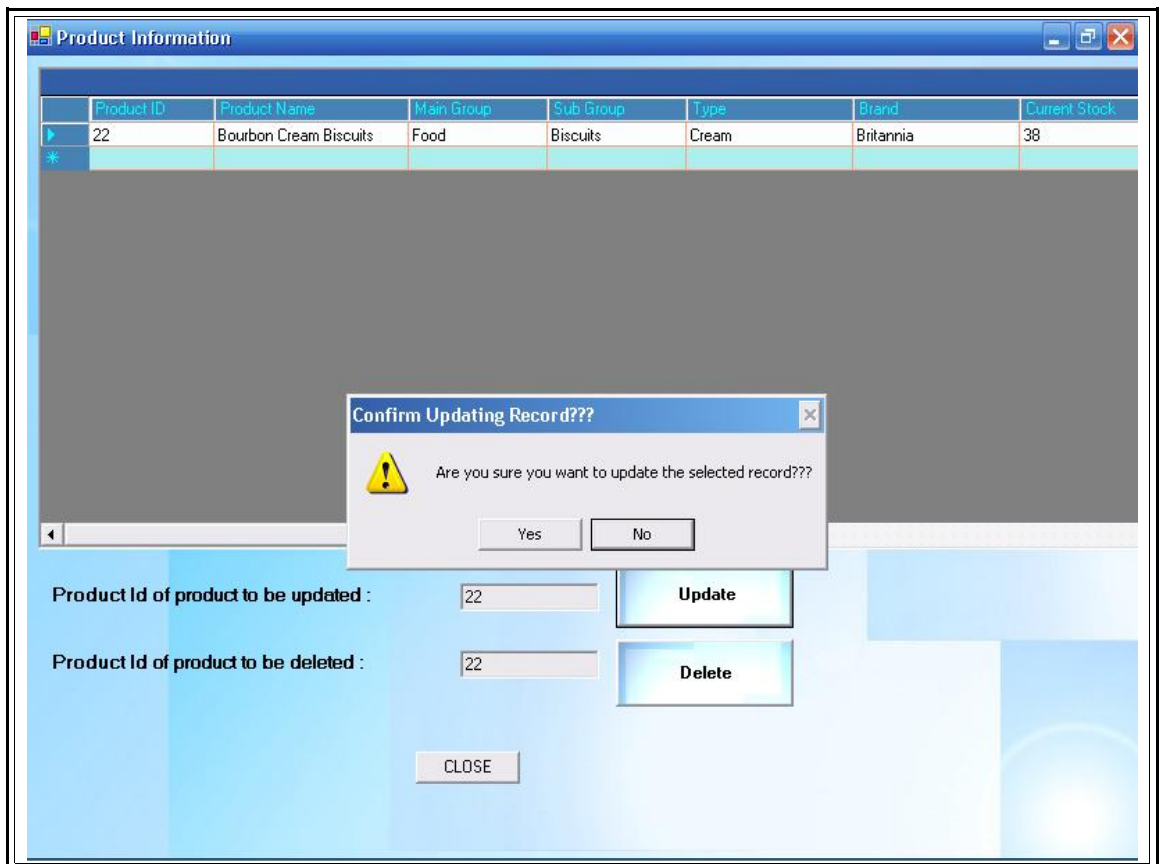 Product Information
Product ID Product Name Main Group Sub Group Type Brand Current Stock
22 Bourbon Cream Biscuits Food Biscuits Cream Britannia 38
Confirm Updating Record???
Are you sure you want to update the selected record???
Yes No
Product Id of product to be updated : 22 Update
Product Id of product to be deleted : 22 Delete
CLOSE